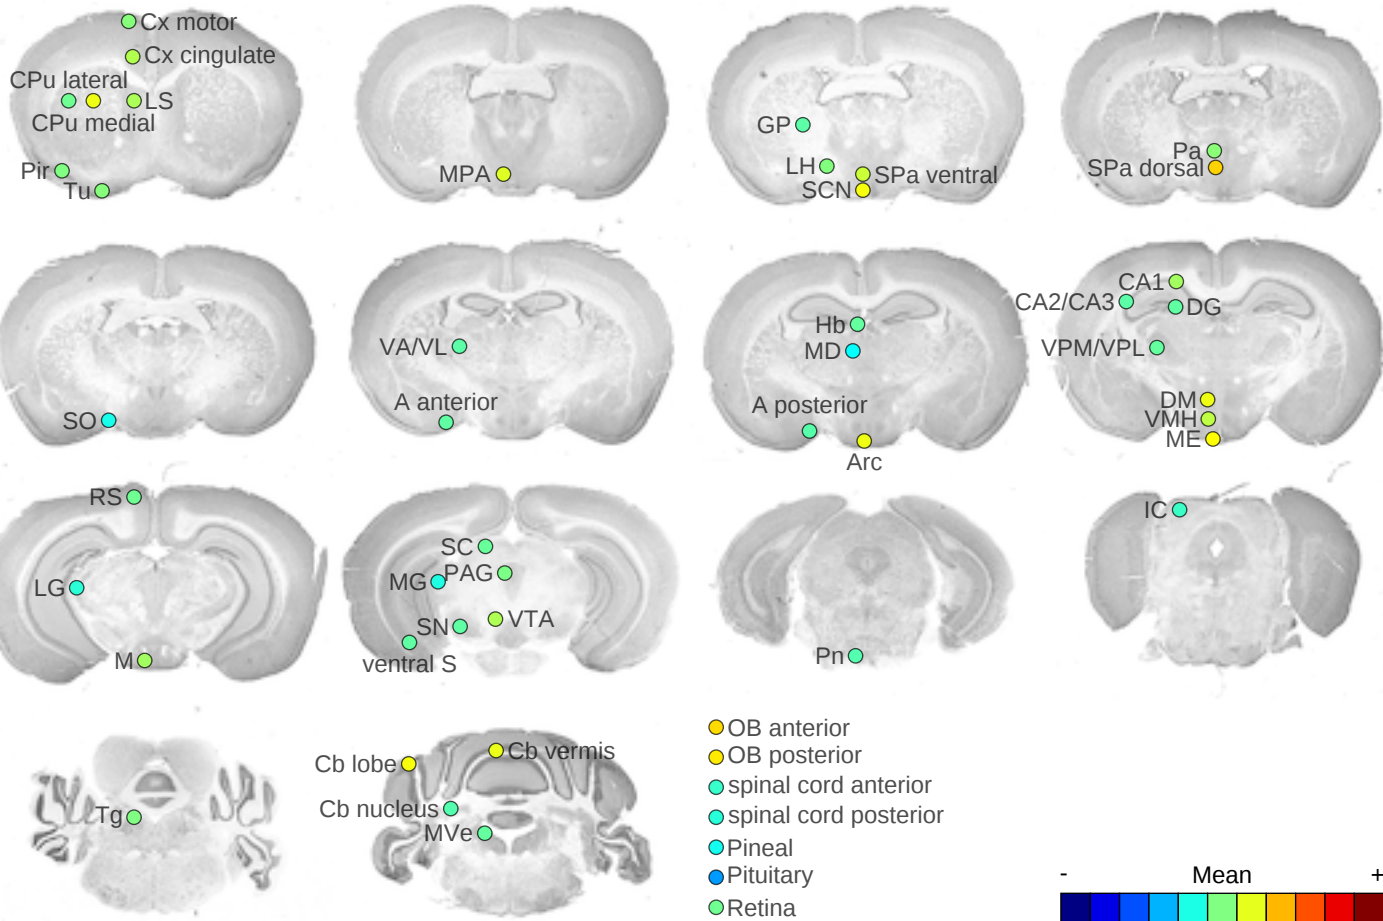 Cx motor
Cx cingulate
CPu lateral
LS
CPu medial
Pir
Tu
MPA
GP
LH
SPa ventral
SCN
Pa
SPa dorsal
SO
VA/VL
A anterior
Hb
MD
A posterior
Arc
CA1
CA2/CA3
DG
VPM/VPL
DM
VMH
ME
RS
LG
M
SC
MG
PAG
SN
VTA
ventral S
Pn
IC
Tg
Cb lobe
Cb vermis
Cb nucleus
MVe
OB anterior
OB posterior
spinal cord anterior
spinal cord posterior
Pineal
Pituitary
Retina
- Mean +